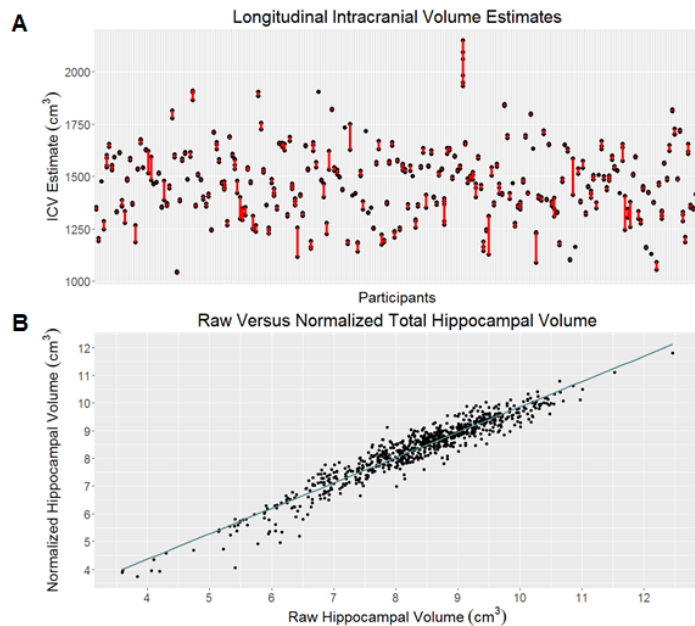 A
Longitudinal Intracranial Volume Estimates
ICV Estimate (cm³)
2000
1750
1500
1250
1000
Participants
B
Raw Versus Normalized Total Hippocampal Volume
Normalized Hippocampal Volume (cm³)
12
11
10
9
8
7
6
5
4
4 5 6 7 8 9 10 11 12
Raw Hippocampal Volume (cm³)